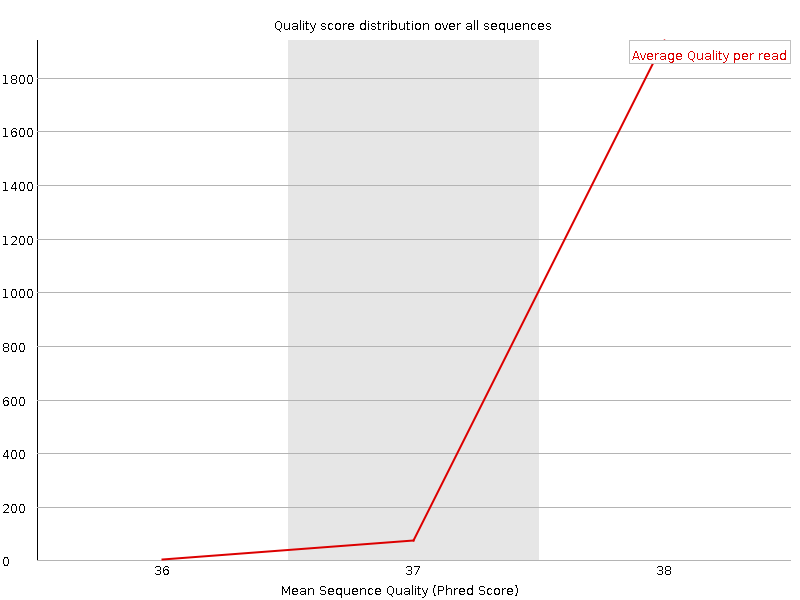 Quality score distribution over all sequences
Average Quality per read
1800
1600
1400
1200
1000
800
600
400
200
0
36 37 38
Mean Sequence Quality (Phred Score)